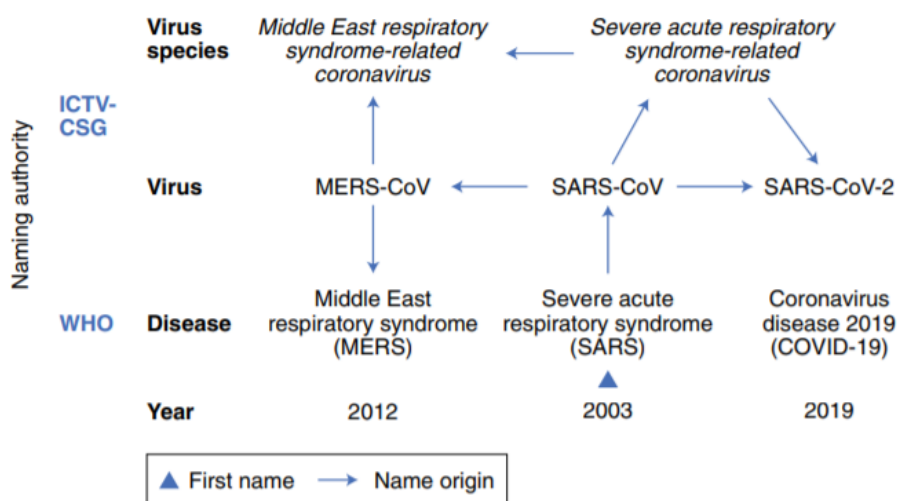 Naming authority
ICTV-
CSG
WHO
Virus
species
Middle East respiratory
syndrome-related
coronavirus
Severe acute respiratory
syndrome-related
coronavirus
Virus
MERS-CoV
SARS-CoV
SARS-CoV-2
Disease
Middle East
respiratory syndrome
(MERS)
Severe acute
respiratory syndrome
(SARS)
Coronavirus
disease 2019
(COVID-19)
Year
2012
2003
2019
First name
Name origin